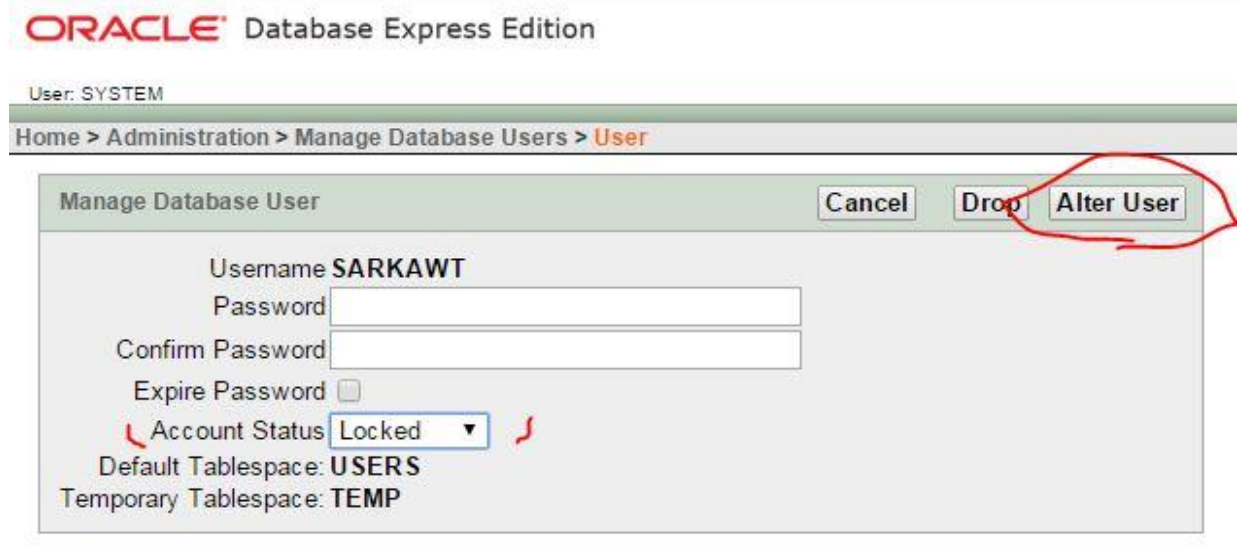 ORACLE Database Express Edition
User: SYSTEM
Home > Administration > Manage Database Users > User
Manage Database User Cancel Drop Alter User
Username SARKAWT
Password
Confirm Password
Expire Password
Account Status Locked
Default Tablespace: USERS
Temporary Tablespace: TEMP